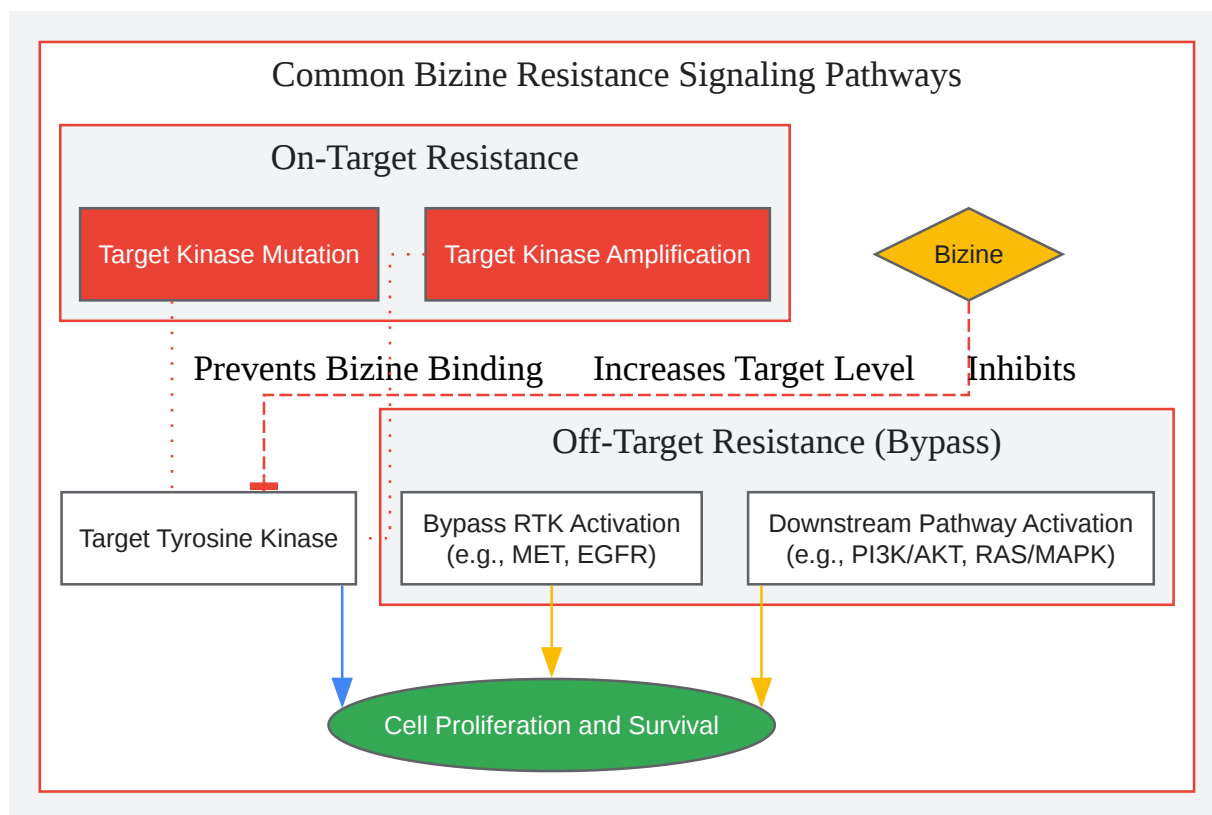 Common Bizine Resistance Signaling Pathways
On-Target Resistance
Target Kinase Mutation
Target Kinase Amplification
Bizine
Prevents Bizine Binding
Increases Target Level
Inhibits
Off-Target Resistance (Bypass)
Target Tyrosine Kinase
Bypass RTK Activation
(e.g., MET, EGFR)
Downstream Pathway Activation
(e.g., PI3K/AKT, RAS/MAPK)
Cell Proliferation and Survival